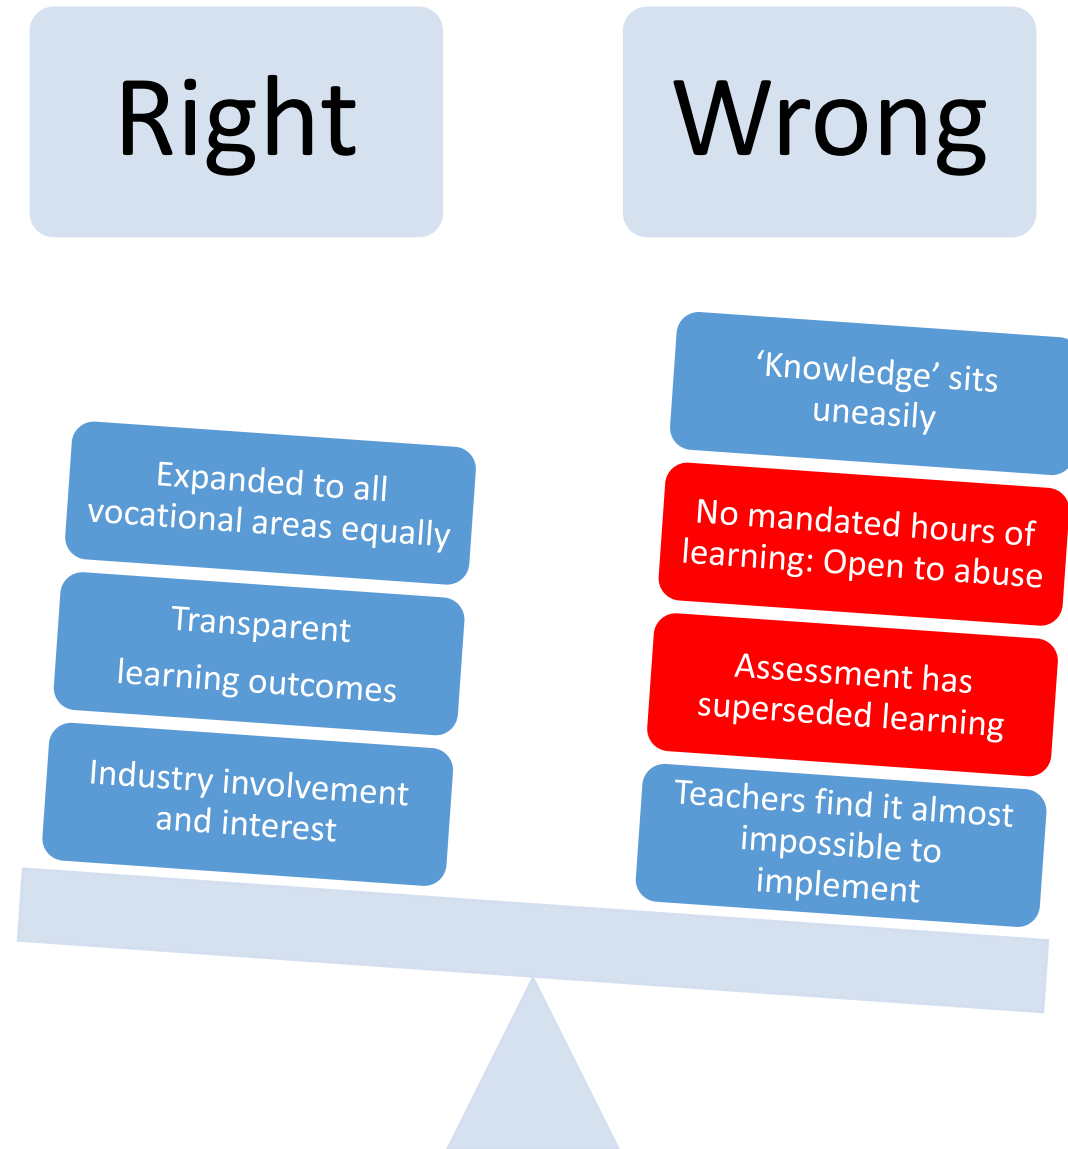 Right
Wrong
Expanded to all
vocational areas equally
Transparent
learning outcomes
Industry involvement
and interest
‘Knowledge’ sits
uneasily
No mandated hours of
learning: Open to abuse
Assessment has
superseded learning
Teachers find it almost
impossible to
implement